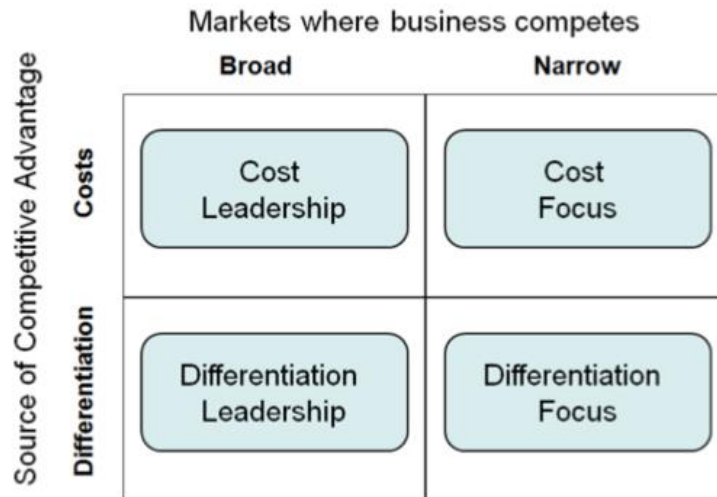 Markets where business competes
Broad
Narrow
Source of Competitive Advantage
Costs
Cost
Leadership
Cost
Focus
Differentiation
Differentiation
Leadership
Differentiation
Focus